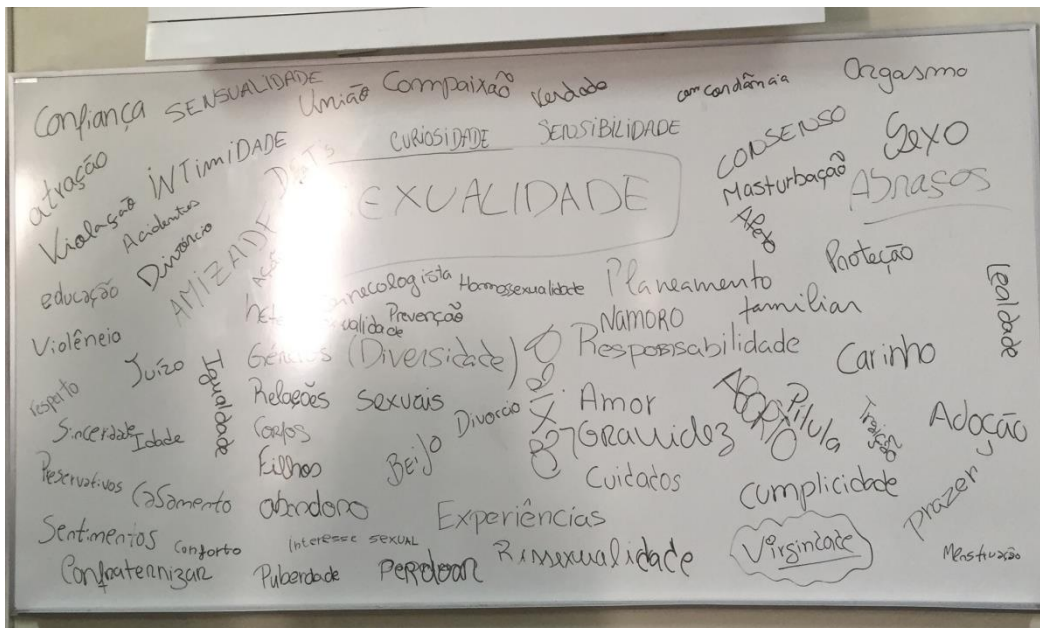 Confiança SENSUALIDADE União Compaixão Verdade concordância Orgasmo
atração INTimiDADE DSTs CURIOSIDADE SENSIBILIDADE CONSENSO Sexo
Violação Acidentes EXUALIDADE Masturbação Abraços
Divórcio AMIZADE Afeto Proteção
educação Ginecologista Homossexualidade Planeamento familiar Lealdade
Violência Prevenção NAMORO
Juízo Igualdade Géneros (Diversidade) Responsabilidade Carinho
respeito Relações sexuais Divorcio Amor ABORTO Pílula Traição Adoção
Sinceridade Idade Corpos GRAVidez
Filhos BeiJo Cuidados
Preservativos Casamento abandono cumplicidade prazer
Sentimentos Conforto Interesse sexual Experiências
Confraternizar Puberdade PERdoar Bissexualidade Virgindade Menstruação